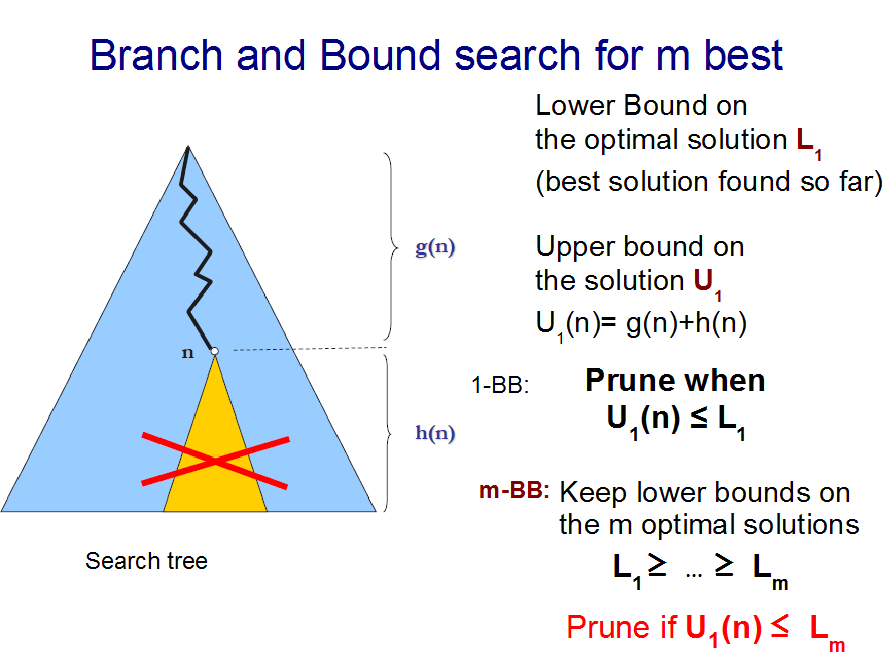 Branch and Bound search for m best
Lower Bound on
the optimal solution L₁
(best solution found so far)
g(n)
Upper bound on
the solution U₁
U₁(n)= g(n)+h(n)
n
1-BB:
Prune when
U₁(n) ≤ L₁
h(n)
m-BB: Keep lower bounds on
the m optimal solutions
Search tree
L₁ ≥ ... ≥ Lₘ
Prune if U₁(n) ≤ Lₘ